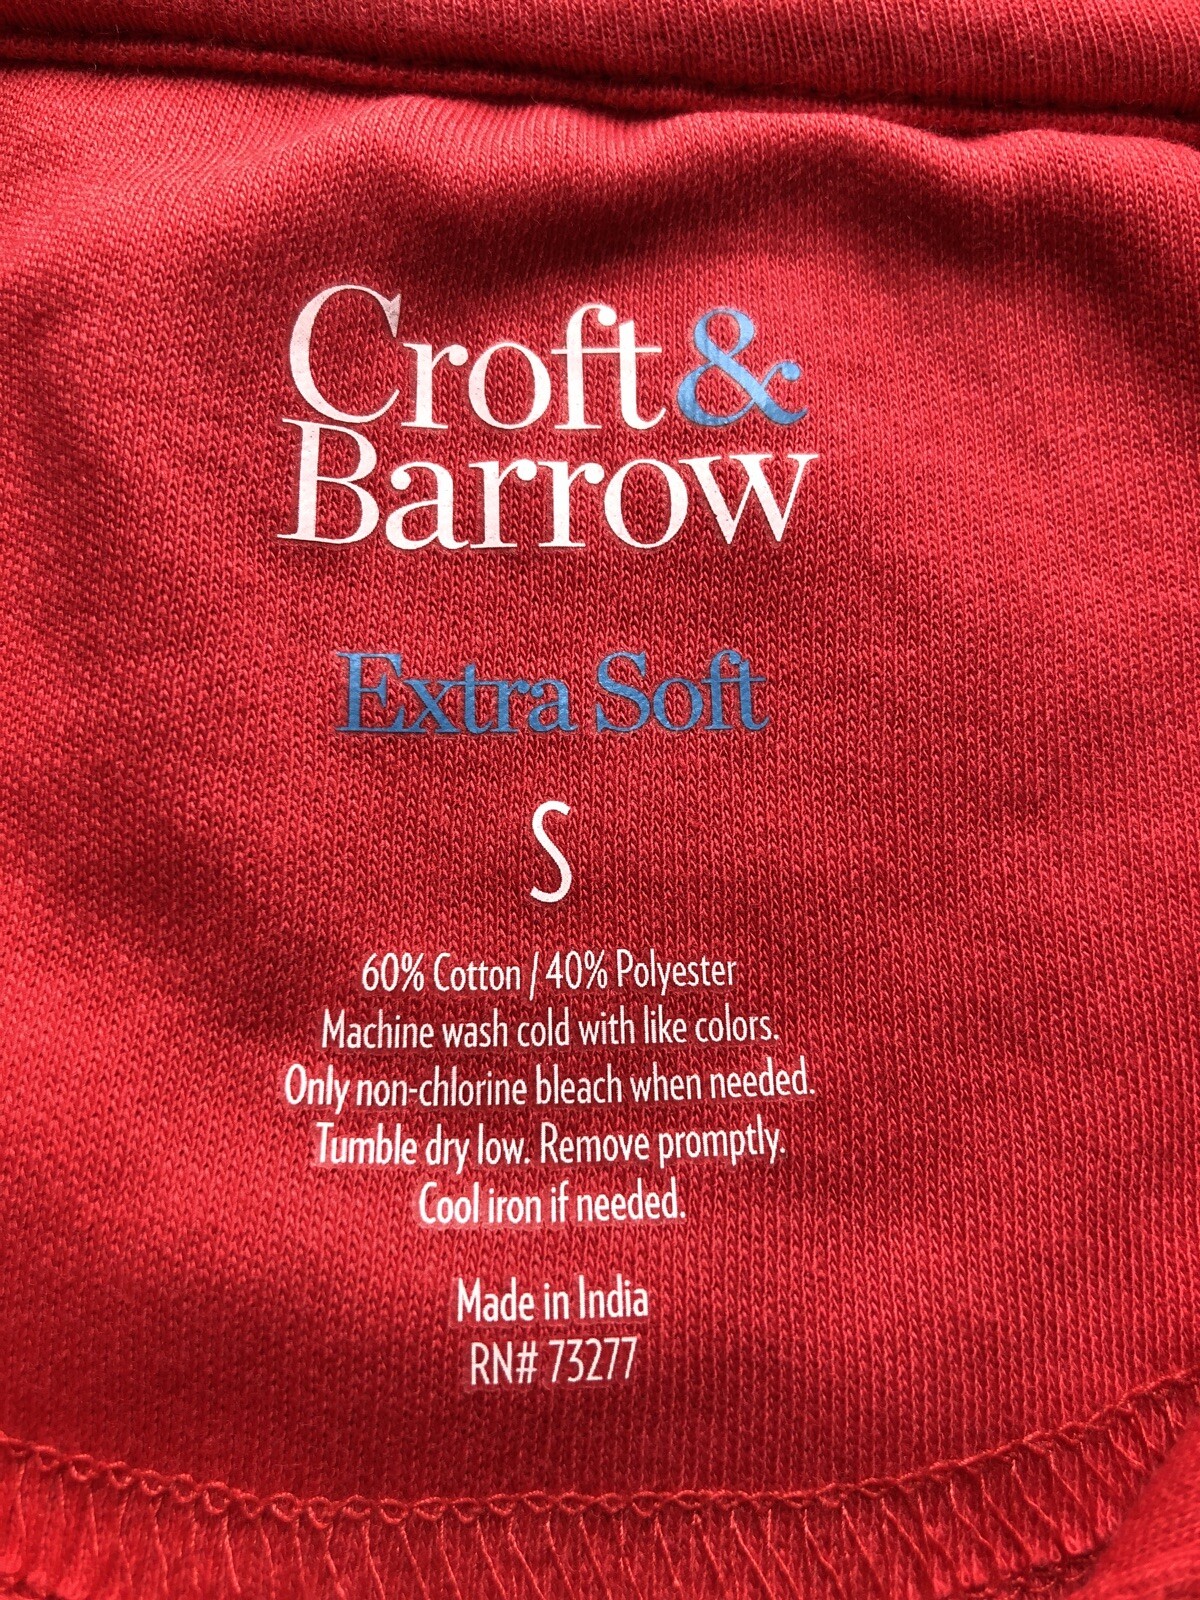 Croft &
Barrow
Extra Soft
S
60% Cotton / 40% Polyester
Machine wash cold with like colors.
Only non-chlorine bleach when needed.
Tumble dry low. Remove promptly.
Cool iron if needed.
Made in India
RN# 73277